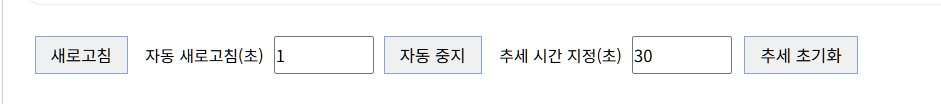 새로고침 자동 새로고침(초) 1 자동 중지 추세 시간 지정(초) 30 추세 초기화